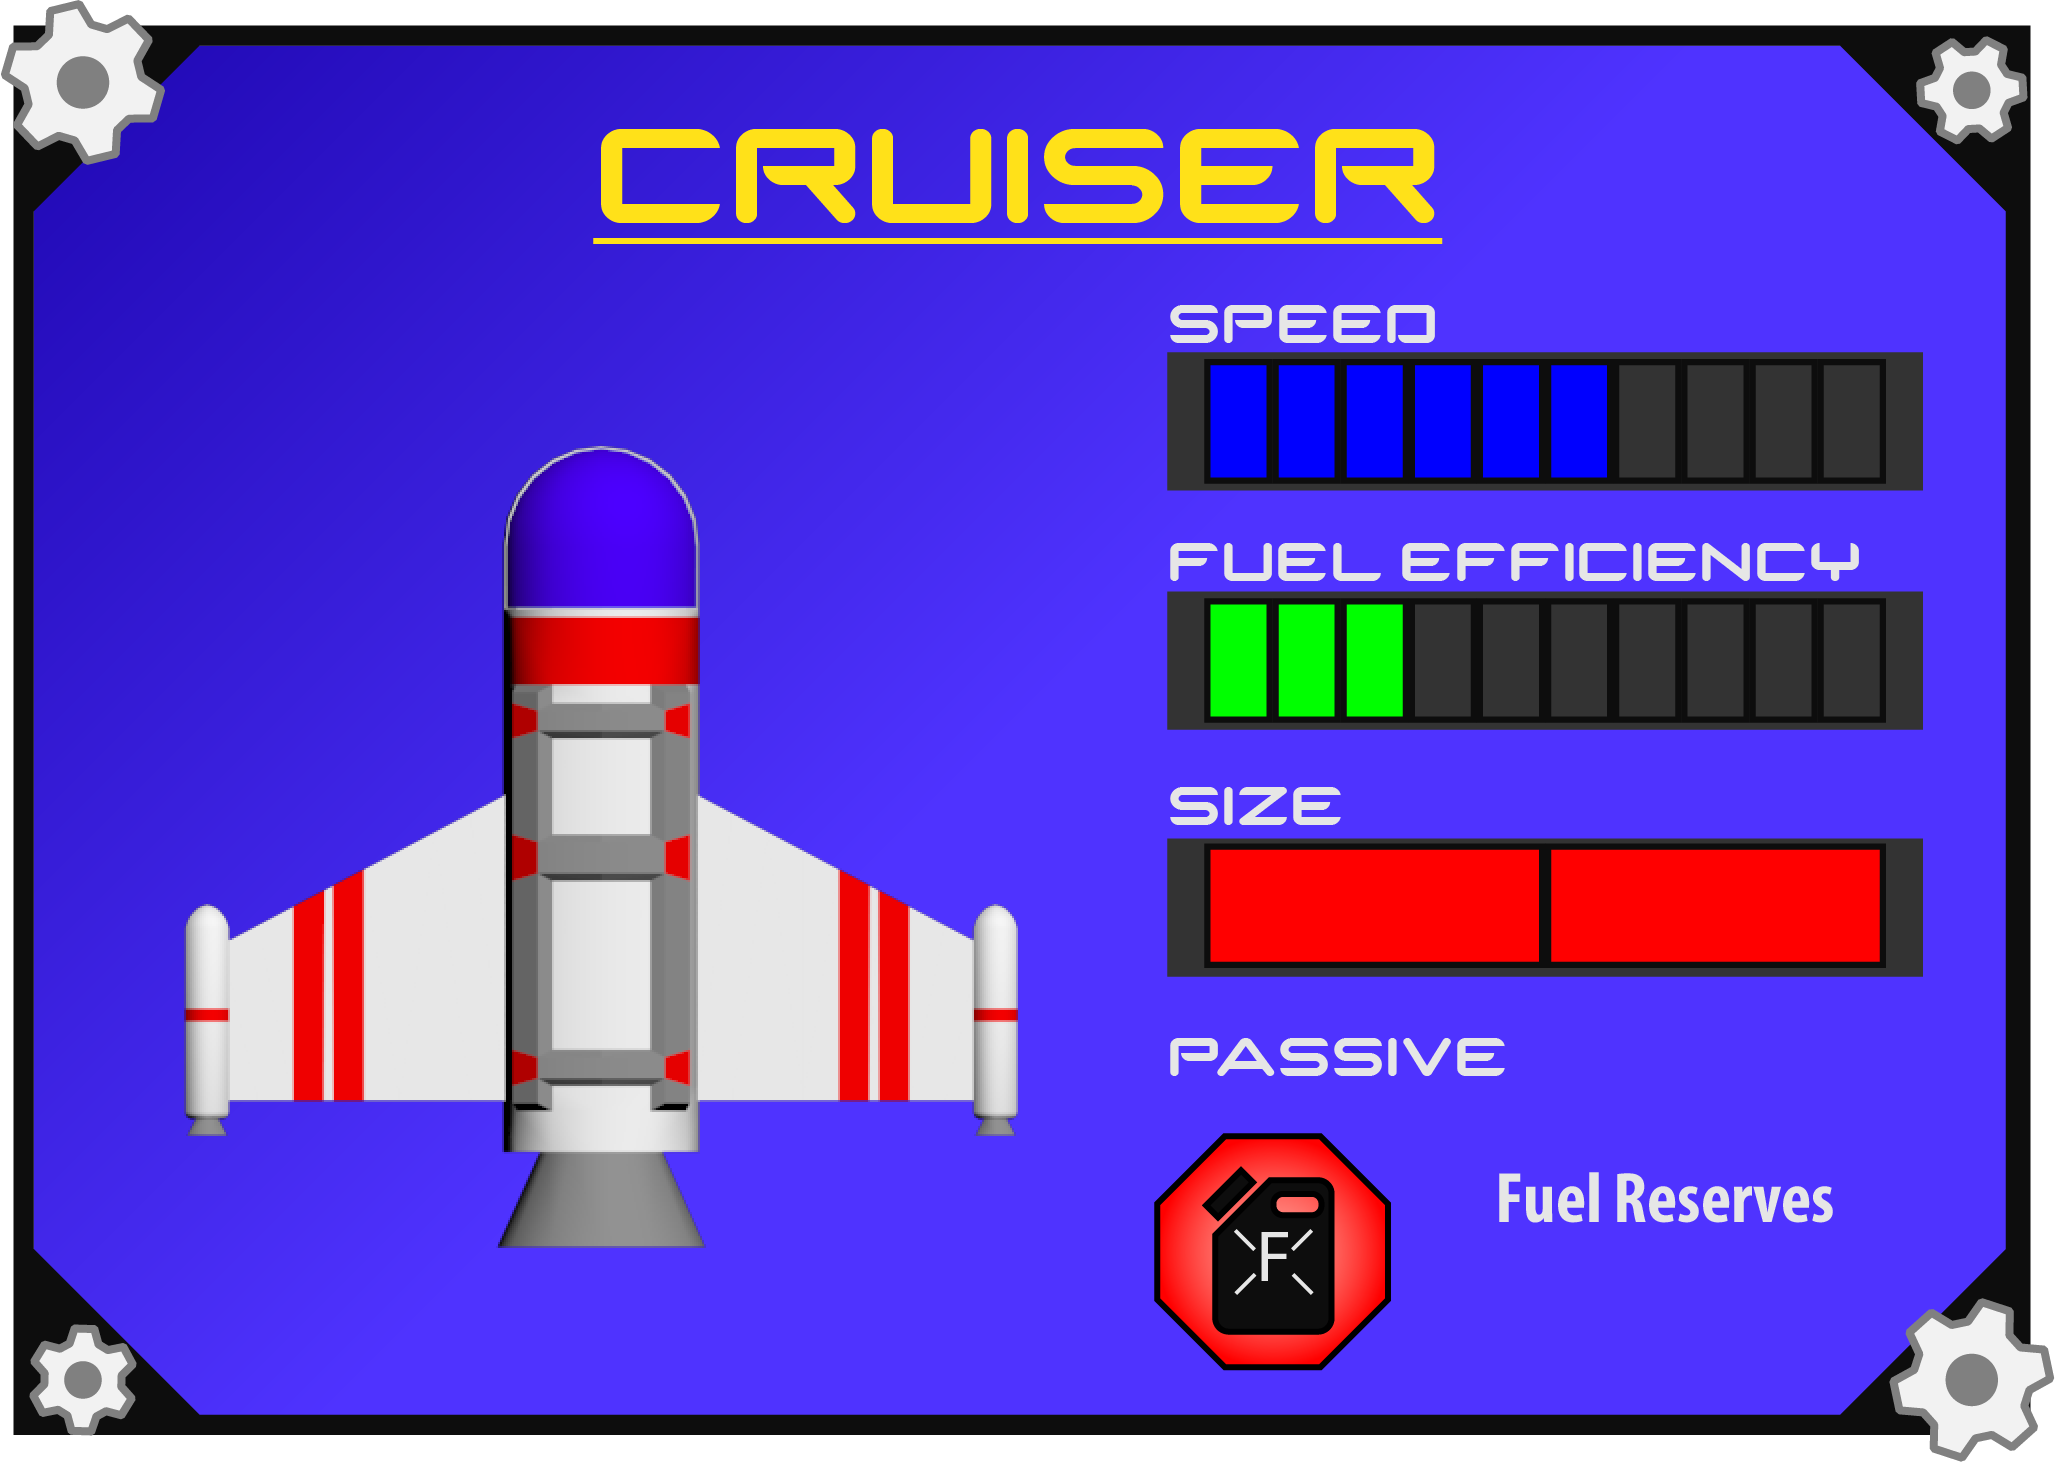 CRUISER
SPEED
FUEL EFFICIENCY
SIZE
PASSIVE
Fuel Reserves
F